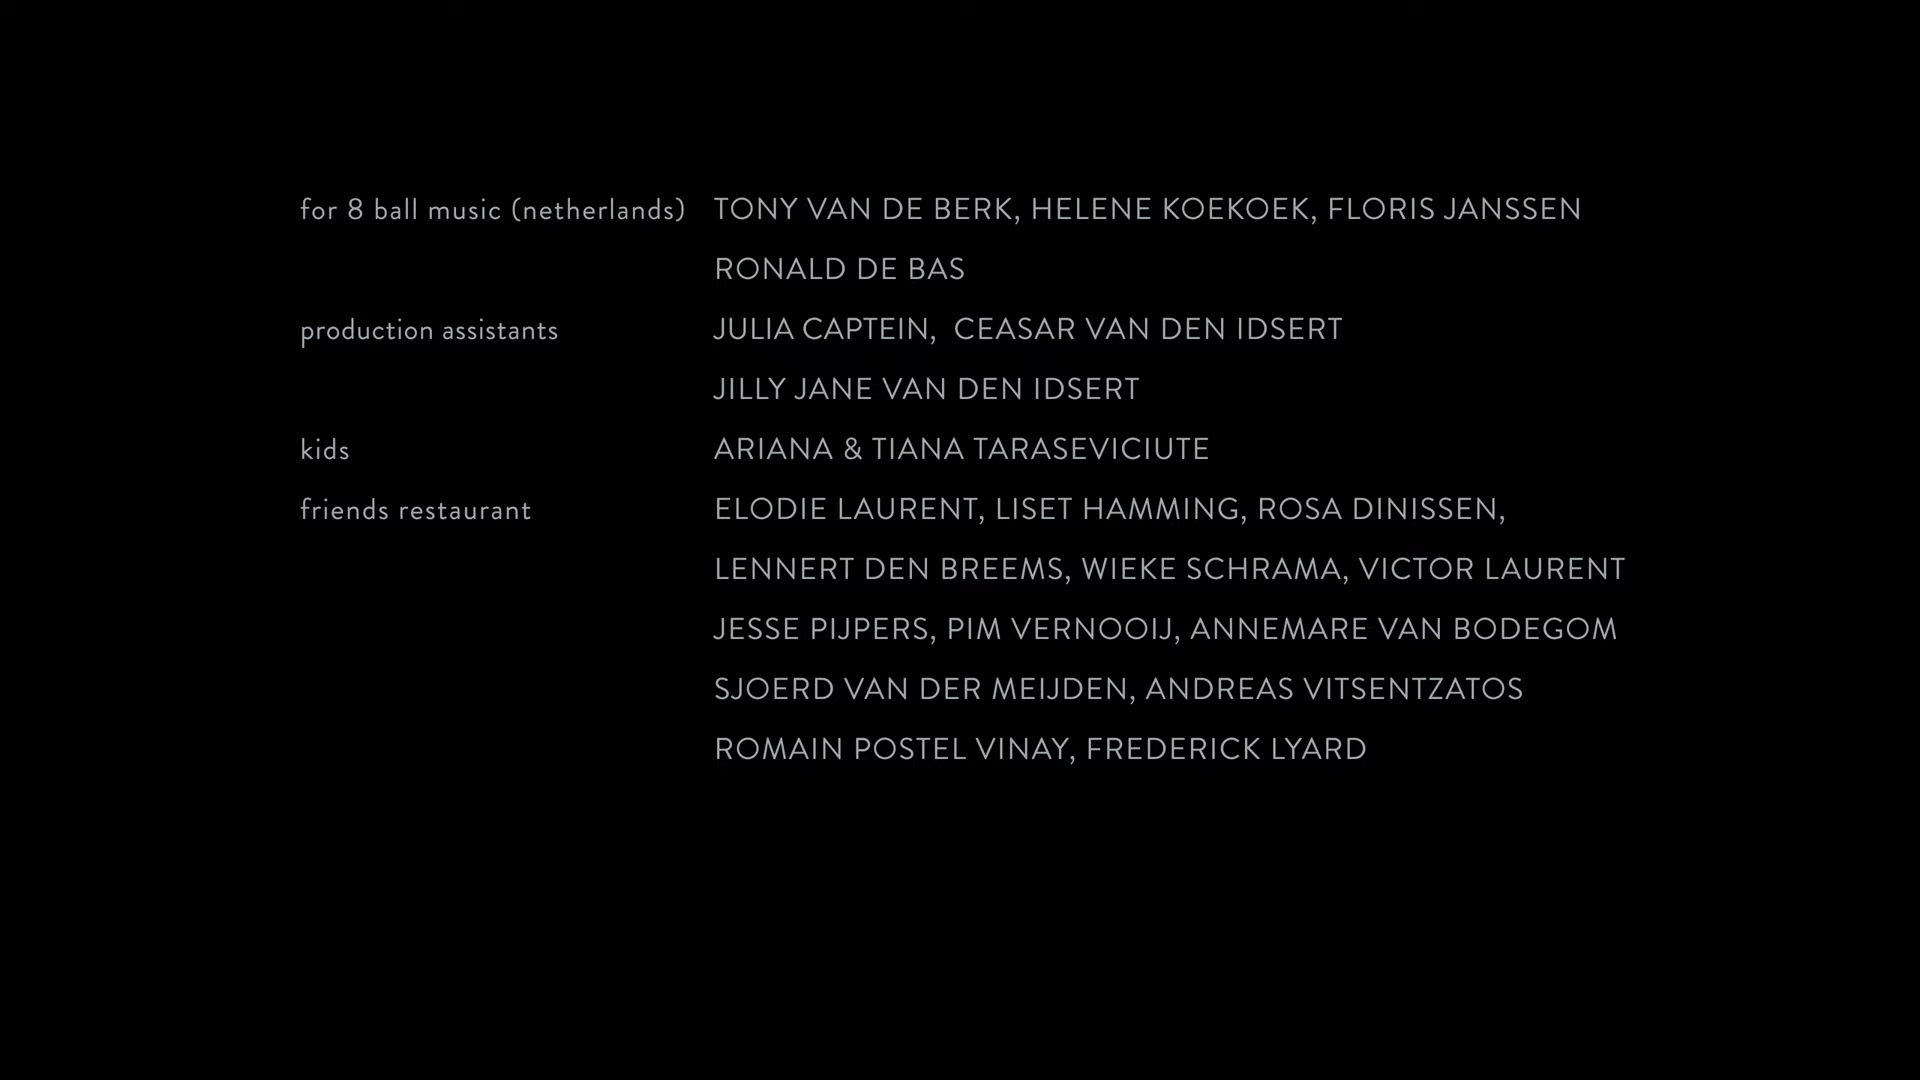 for 8 ball music (netherlands) TONY VAN DE BERK, HELENE KOEKOEK, FLORIS JANSSEN
RONALD DE BAS
production assistants JULIA CAPTEIN, CEASAR VAN DEN IDSERT
JILLY JANE VAN DEN IDSERT
kids ARIANA & TIANA TARASEVICIUTE
friends restaurant ELODIE LAURENT, LISET HAMMING, ROSA DINISSEN,
LENNERT DEN BREEMS, WIEKE SCHRAMA, VICTOR LAURENT
JESSE PIJPERS, PIM VERNOOIJ, ANNEMARE VAN BODEGOM
SJOERD VAN DER MEIJDEN, ANDREAS VITSENTZATOS
ROMAIN POSTEL VINAY, FREDERICK LYARD